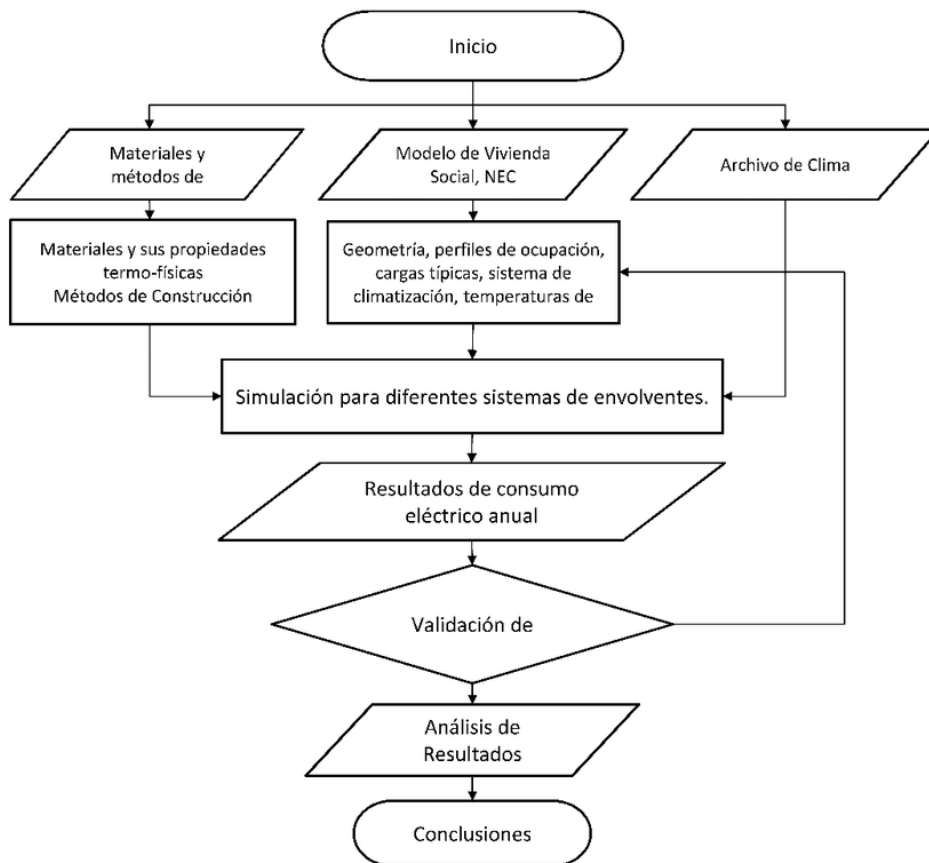 Inicio
Materiales y
métodos de
Modelo de Vivienda
Social, NEC
Archivo de Clima
Materiales y sus propiedades
termo-físicas
Métodos de Construcción
Geometría, perfiles de ocupación,
cargas típicas, sistema de
climatización, temperaturas de
Simulación para diferentes sistemas de envolventes.
Resultados de consumo
eléctrico anual
Validación de
Análisis de
Resultados
Conclusiones